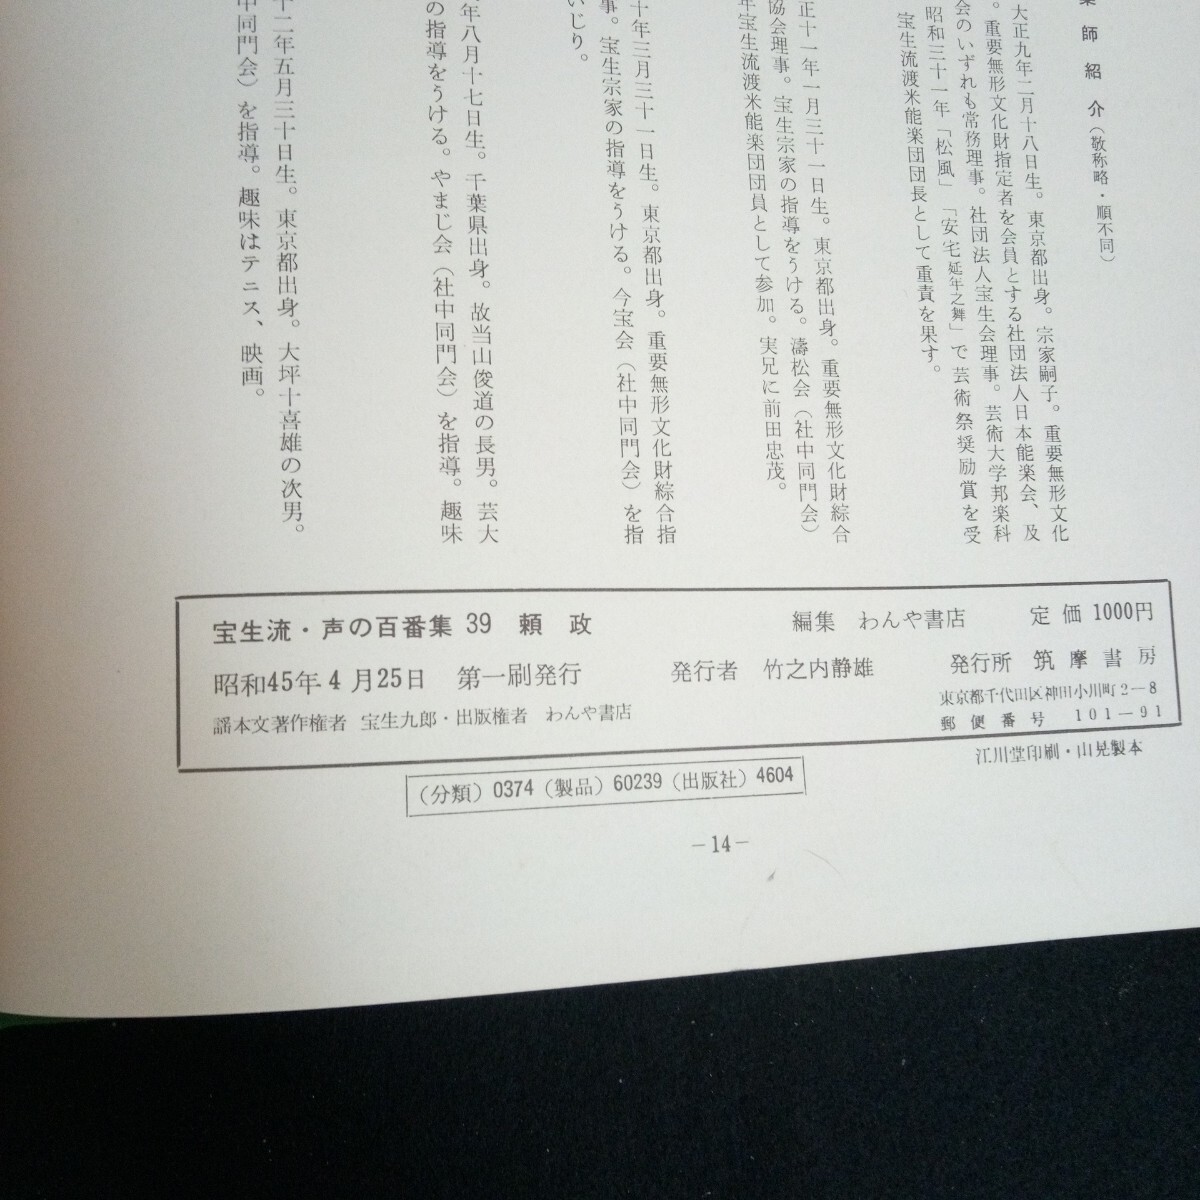 楽師紹介（敬称略・順不同）
大正九年二月十八日生。東京都出身。宗家嗣子。重要無形文化
。重要無形文化財指定者を会員とする社団法人日本能楽会、及
会のいずれも常務理事。社団法人宝生会理事。芸術大学邦楽科
昭和三十一年「松風」「安宅延年之舞」で芸術祭奨励賞を受
宝生流渡米能楽団団長として重責を果す。
正十一年一月三十一日生。東京都出身。重要無形文化財綜合
協会理事。宝生宗家の指導をうける。濤松会（社中同門会）
年宝生流渡米能楽団団員として参加。実兄に前田忠茂。
十年三月三十一日生。東京都出身。重要無形文化財綜合指
事。宝生宗家の指導をうける。今宝会（社中同門会）を指
いじり。
年八月十七日生。千葉県出身。故当山俊道の長男。芸大
の指導をうける。やまじ会（社中同門会）を指導。趣味
十二年五月三十日生。東京都出身。大坪十喜雄の次男。
中同門会）を指導。趣味はテニス、映画。
宝生流・声の百番集 39 頼政 編集 わんや書店 定価 1000円
昭和45年4月25日 第一刷発行 発行者 竹之内静雄 発行所 筑摩書房
東京都千代田区神田小川町2－8
謡本文著作権者 宝生九郎・出版権者 わんや書店 郵便番号 101－91
江川堂印刷・山晃製本
（分類）0374（製品）60239（出版社）4604
－14－